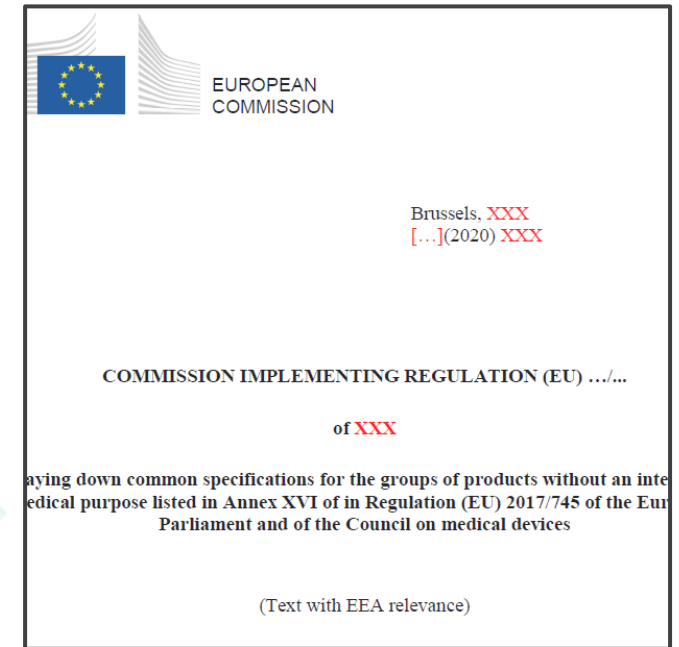 EUROPEAN
COMMISSION
Brussels, XXX
[…](2020) XXX
COMMISSION IMPLEMENTING REGULATION (EU) …/...
of XXX
aying down common specifications for the groups of products without an inte
edical purpose listed in Annex XVI of in Regulation (EU) 2017/745 of the Eur
Parliament and of the Council on medical devices
(Text with EEA relevance)